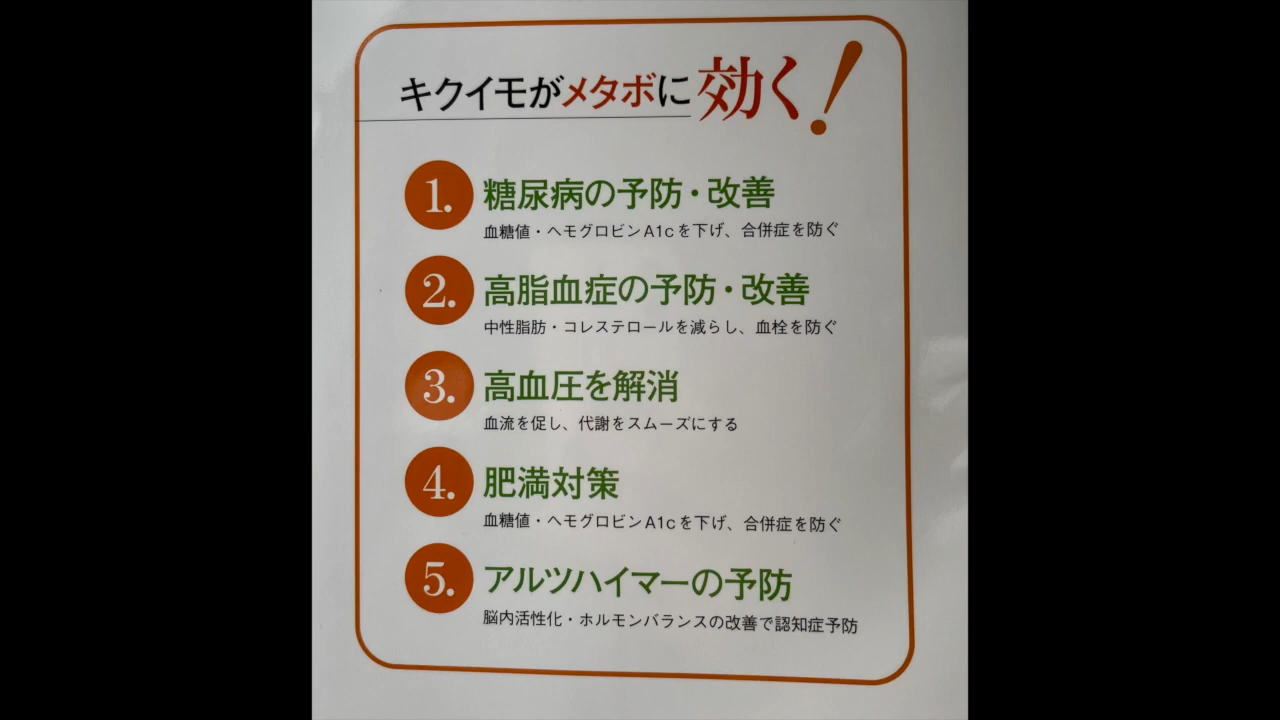 キクイモがメタボに効く!
1. 糖尿病の予防・改善
血糖値・ヘモグロビンA1cを下げ、合併症を防ぐ
2. 高脂血症の予防・改善
中性脂肪・コレステロールを減らし、血栓を防ぐ
3. 高血圧を解消
血流を促し、代謝をスムーズにする
4. 肥満対策
血糖値・ヘモグロビンA1cを下げ、合併症を防ぐ
5. アルツハイマーの予防
脳内活性化・ホルモンバランスの改善で認知症予防